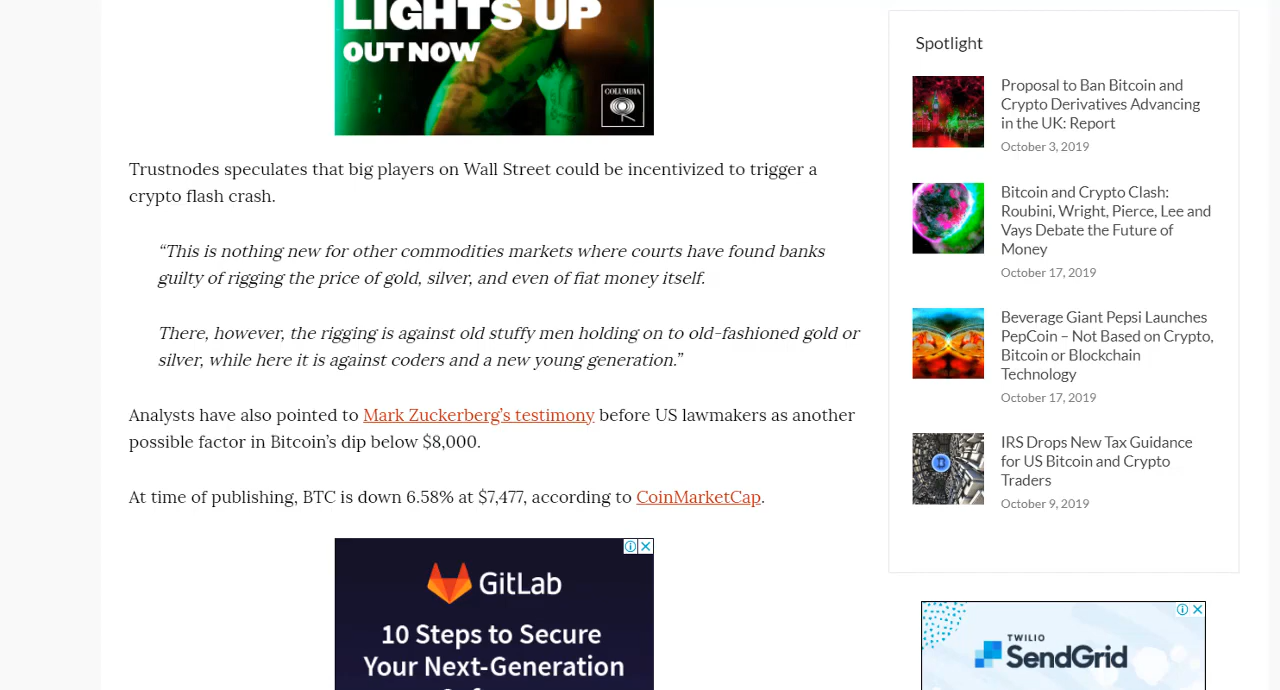 LIGHTS UP
OUT NOW
COLUMBIA
Trustnodes speculates that big players on Wall Street could be incentivized to trigger a
crypto flash crash.
“This is nothing new for other commodities markets where courts have found banks
guilty of rigging the price of gold, silver, and even of fiat money itself.
There, however, the rigging is against old stuffy men holding on to old-fashioned gold or
silver, while here it is against coders and a new young generation.”
Analysts have also pointed to Mark Zuckerberg’s testimony before US lawmakers as another
possible factor in Bitcoin’s dip below $8,000.
At time of publishing, BTC is down 6.58% at $7,477, according to CoinMarketCap.
GitLab
10 Steps to Secure
Your Next-Generation
Spotlight
Proposal to Ban Bitcoin and
Crypto Derivatives Advancing
in the UK: Report
October 3, 2019
Bitcoin and Crypto Clash:
Roubini, Wright, Pierce, Lee and
Vays Debate the Future of
Money
October 17, 2019
Beverage Giant Pepsi Launches
PepCoin – Not Based on Crypto,
Bitcoin or Blockchain
Technology
October 17, 2019
IRS Drops New Tax Guidance
for US Bitcoin and Crypto
Traders
October 9, 2019
TWILIO
SendGrid